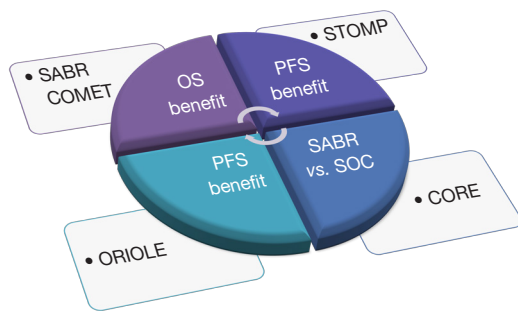 • SABR
COMET
OS
benefit
PFS
benefit
• STOMP
PFS
benefit
SABR
vs. SOC
• ORIOLE
• CORE